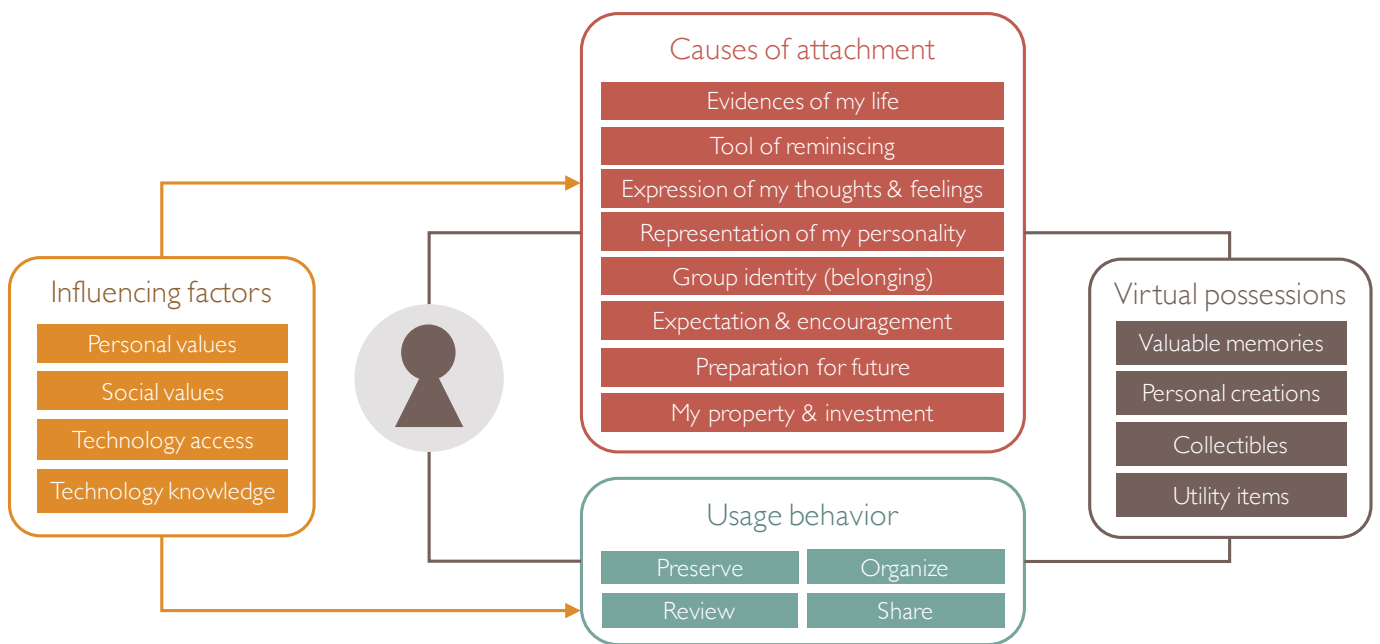 Causes of attachment
Evidences of my life
Tool of reminiscing
Expression of my thoughts & feelings
Representation of my personality
Group identity (belonging)
Expectation & encouragement
Preparation for future
My property & investment
Influencing factors
Personal values
Social values
Technology access
Technology knowledge
Virtual possessions
Valuable memories
Personal creations
Collectibles
Utility items
Usage behavior
Preserve
Organize
Review
Share